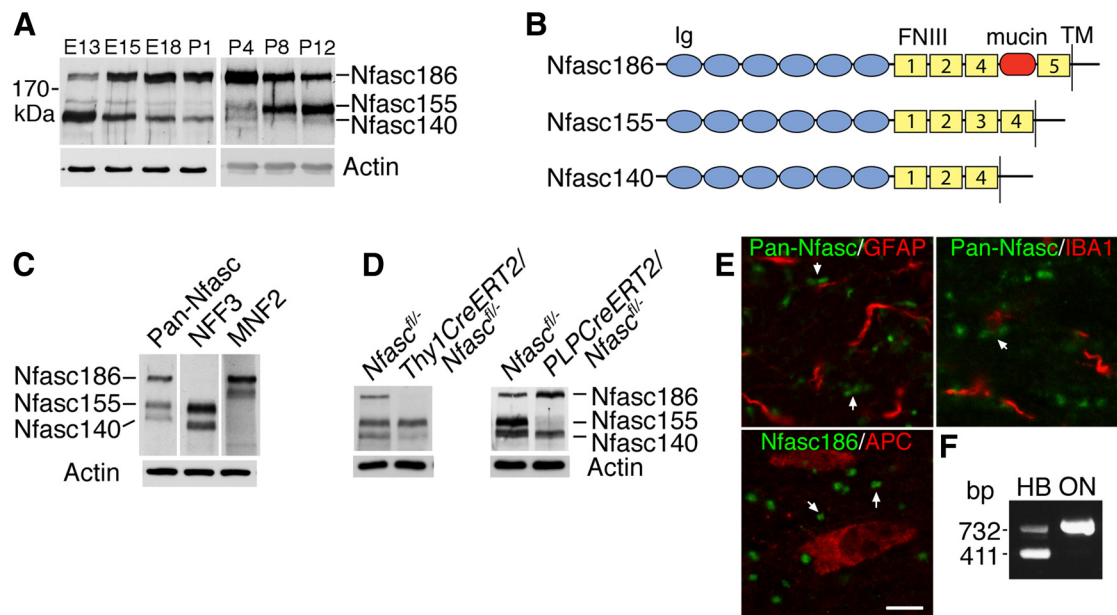 A
E13 E15 E18 P1 P4 P8 P12
170
kDa
Nfasc186
Nfasc155
Nfasc140
Actin
B
Ig FNIII mucin TM
Nfasc186 1 2 4 5
Nfasc155 1 2 3 4
Nfasc140 1 2 4
C
Pan-Nfasc
NFF3
MNF2
Nfasc186
Nfasc155
Nfasc140
Actin
D
Nfasc fl/-
Thy1CreERT2/
Nfasc fl/-
Nfasc fl/-
PLPCreERT2/
Nfasc fl/-
Nfasc186
Nfasc155
Nfasc140
Actin
E
Pan-Nfasc/GFAP
Pan-Nfasc/IBA1
Nfasc186/APC
F
bp HB ON
732
411